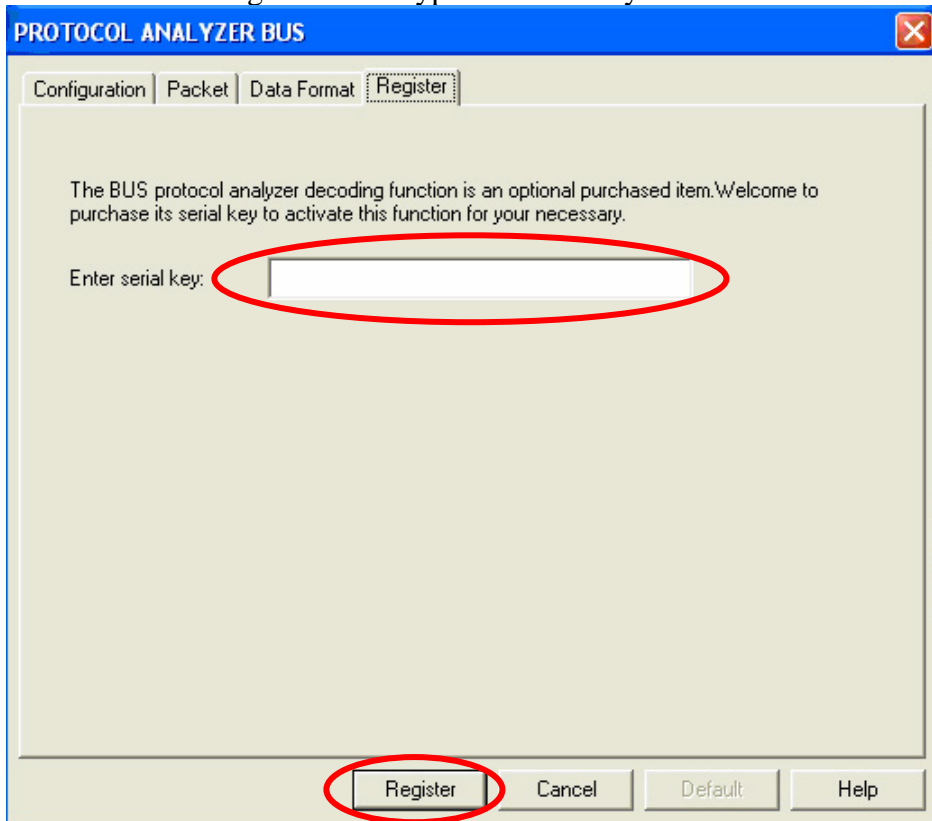 PROTOCOL ANALYZER BUS
Configuration Packet Data Format Register
The BUS protocol analyzer decoding function is an optional purchased item.Welcome to
purchase its serial key to activate this function for your necessary.
Enter serial key:
Register Cancel Default Help